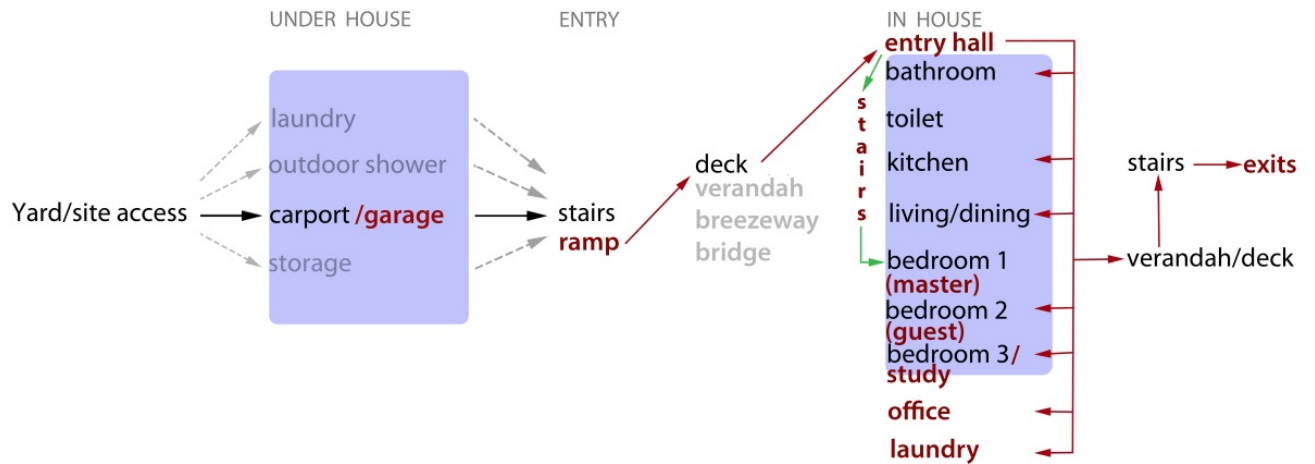 UNDER HOUSE
ENTRY
IN HOUSE
Yard/site access
laundry
outdoor shower
carport /garage
storage
stairs
ramp
deck
verandah
breezeway
bridge
entry hall
stairs
bathroom
toilet
kitchen
living/dining
bedroom 1
(master)
bedroom 2
(guest)
bedroom 3/
study
office
laundry
verandah/deck
stairs
exits